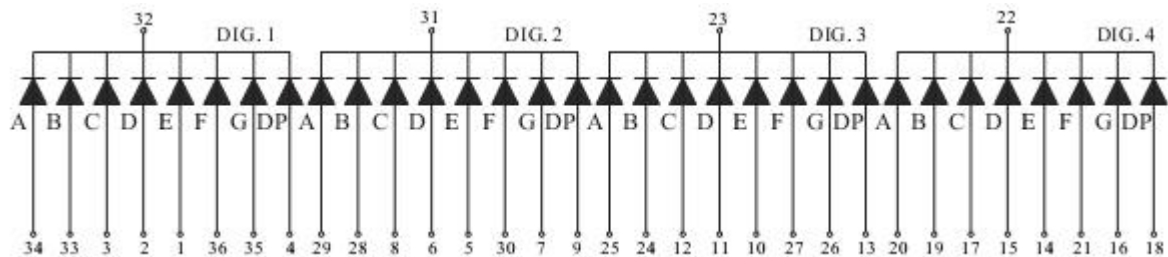 32 31 23 22
DIG.1 DIG.2 DIG.3 DIG.4
A B C D E F G DP A B C D E F G DP A B C D E F G DP A B C D E F G DP
34 33 3 2 1 36 35 4 29 28 8 6 5 30 7 9 25 24 12 11 10 27 26 13 20 19 17 15 14 21 16 18